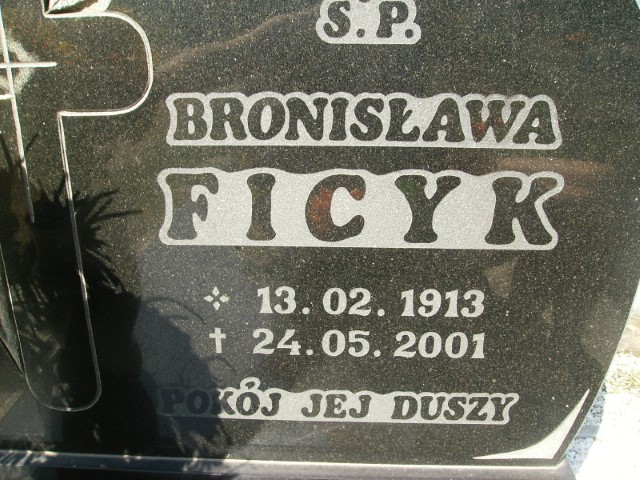 Ś.P.
BRONISŁAWA
FICYK
13.02.1913
† 24.05.2001
POKÓJ JEJ DUSZY